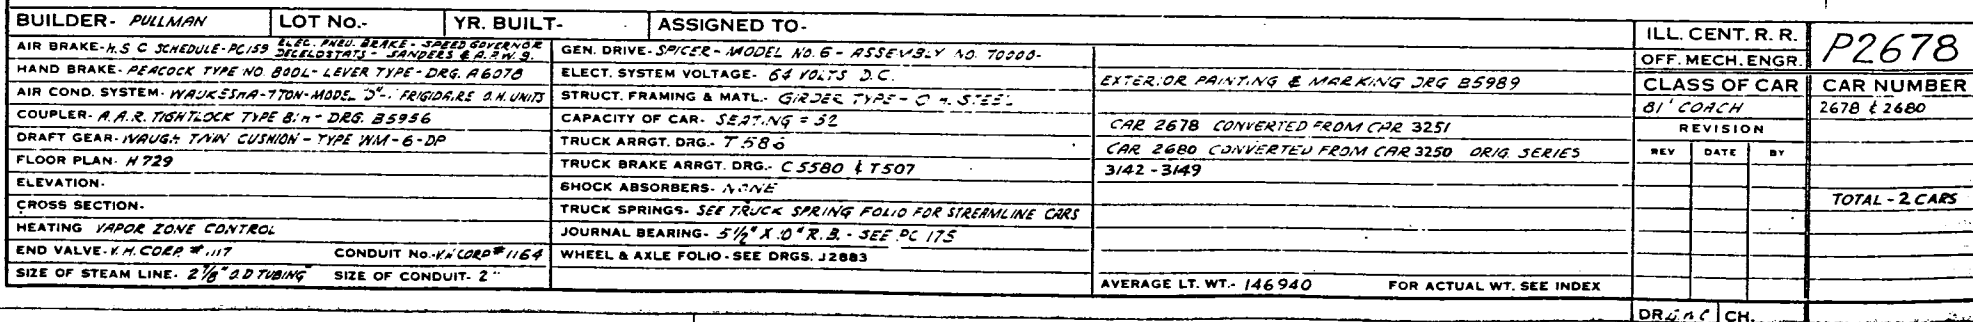 BUILDER- PULLMAN LOT No.- YR. BUILT- ASSIGNED TO-
AIR BRAKE- H.S C SCHEDULE-PC159 ELEC. PNEU. BRAKE - SPEED GOVERNOR
DECELOSTATS - SANDERS & A.P.W.S.
HAND BRAKE- PEACOCK TYPE NO. 800L- LEVER TYPE- DRG. A6078
AIR COND. SYSTEM- WAUKESHA-7TON-MODEL "D"- FRIGIDAIRE O.H. UNITS
COUPLER- A.A.R. TIGHTLOCK TYPE DRG. B5956
DRAFT GEAR- WAUGH TWIN CUSHION - TYPE WM-6-DP
FLOOR PLAN- H 729
ELEVATION-
CROSS SECTION-
HEATING VAPOR ZONE CONTROL
END VALVE- V.H. CORP. # 1117 CONDUIT No.- V.H. CORP # 1164
SIZE OF STEAM LINE- 2 7/8" O.D TUBING SIZE OF CONDUIT- 2"
GEN. DRIVE- SPICER - MODEL NO. 6 - ASSEMBLY NO. 70000-
ELECT. SYSTEM VOLTAGE- 64 VOLTS D.C.
STRUCT. FRAMING & MATL.- GIRDER TYPE - O H. STEEL
CAPACITY OF CAR- SEATING = 52
TRUCK ARRGT. DRG.- T 586
TRUCK BRAKE ARRGT. DRG.- C 5580 & T507
SHOCK ABSORBERS- NONE
TRUCK SPRINGS- SEE TRUCK SPRING FOLIO FOR STREAMLINE CARS
JOURNAL BEARING- 5 1/2" X 10" R.B. - SEE PC 175
WHEEL & AXLE FOLIO - SEE DRGS. J2883
EXTERIOR PAINTING & MARKING DRG B5989
CAR 2678 CONVERTED FROM CAR 3251
CAR 2680 CONVERTED FROM CAR 3250 ORIG. SERIES
3142 - 3149
AVERAGE LT. WT.- 146940 FOR ACTUAL WT. SEE INDEX
ILL. CENT. R. R.
OFF. MECH. ENGR.
P2678
CLASS OF CAR CAR NUMBER
81' COACH 2678 & 2680
REVISION
REV DATE BY
TOTAL - 2 CARS
DR. CH.